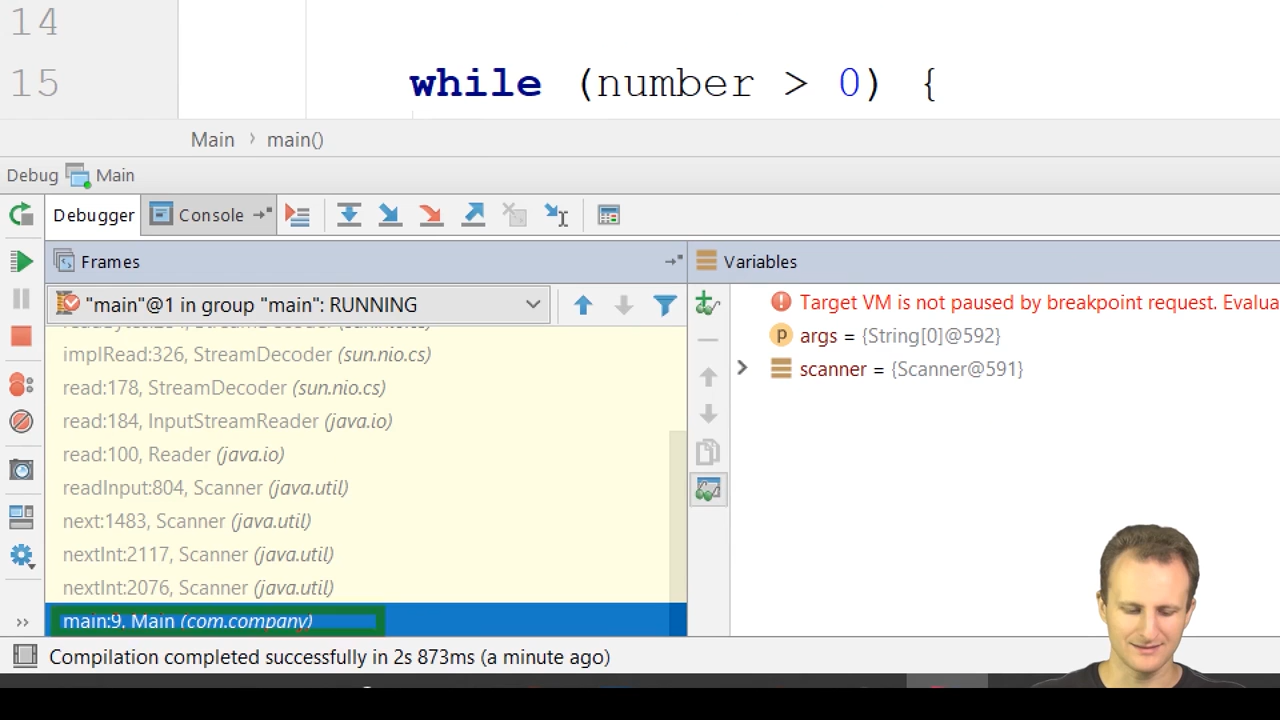 14
15 while (number > 0) {
Main › main()
Debug Main
Debugger Console
Frames
Variables
"main"@1 in group "main": RUNNING
Target VM is not paused by breakpoint request. Evalua
args = {String[0]@592}
scanner = {Scanner@591}
implRead:326, StreamDecoder (sun.nio.cs)
read:178, StreamDecoder (sun.nio.cs)
read:184, InputStreamReader (java.io)
read:100, Reader (java.io)
readInput:804, Scanner (java.util)
next:1483, Scanner (java.util)
nextInt:2117, Scanner (java.util)
nextInt:2076, Scanner (java.util)
main:9, Main (com.company)
Compilation completed successfully in 2s 873ms (a minute ago)